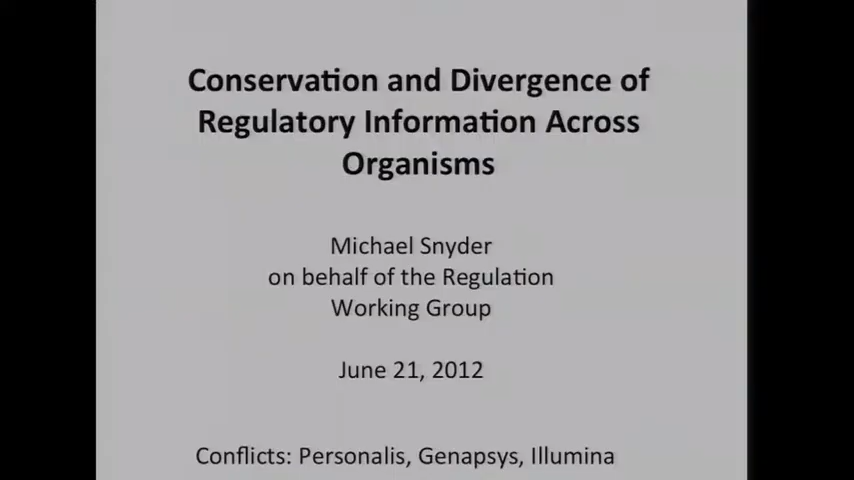 Conservation and Divergence of
Regulatory Information Across
Organisms
Michael Snyder
on behalf of the Regulation
Working Group
June 21, 2012
Conflicts: Personalis, Genapsys, Illumina